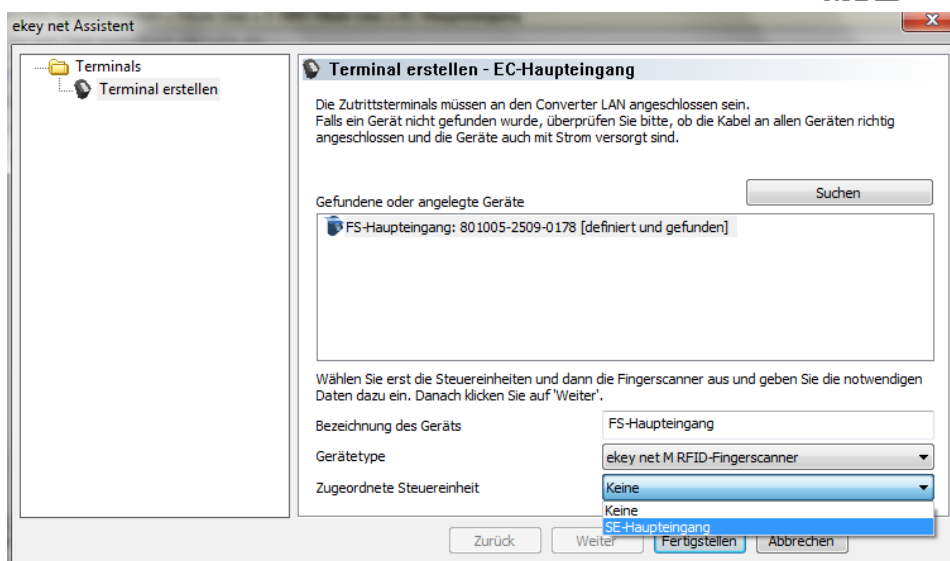 ekey net Assistent
Terminals
Terminal erstellen
Terminal erstellen - EC-Haupteingang
Die Zutrittsterminals müssen an den Converter LAN angeschlossen sein.
Falls ein Gerät nicht gefunden wurde, überprüfen Sie bitte, ob die Kabel an allen Geräten richtig
angeschlossen und die Geräte auch mit Strom versorgt sind.
Suchen
Gefundene oder angelegte Geräte
FS-Haupteingang: 801005-2509-0178 [definiert und gefunden]
Wählen Sie erst die Steuereinheiten und dann die Fingerscanner aus und geben Sie die notwendigen
Daten dazu ein. Danach klicken Sie auf 'Weiter'.
Bezeichnung des Geräts
FS-Haupteingang
Gerätetype
ekey net M RFID-Fingerscanner
Zugeordnete Steuereinheit
Keine
Keine
SE-Haupteingang
Zurück
Weiter
Fertigstellen
Abbrechen